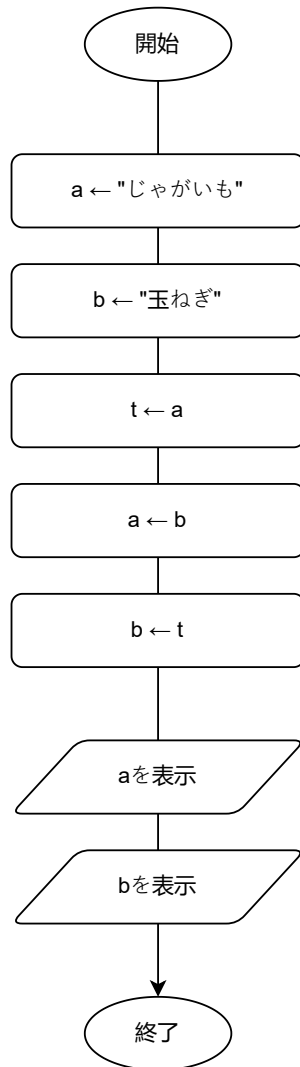 開始
a ← "じゃがいも"
b ← "玉ねぎ"
t ← a
a ← b
b ← t
aを表示
bを表示
終了